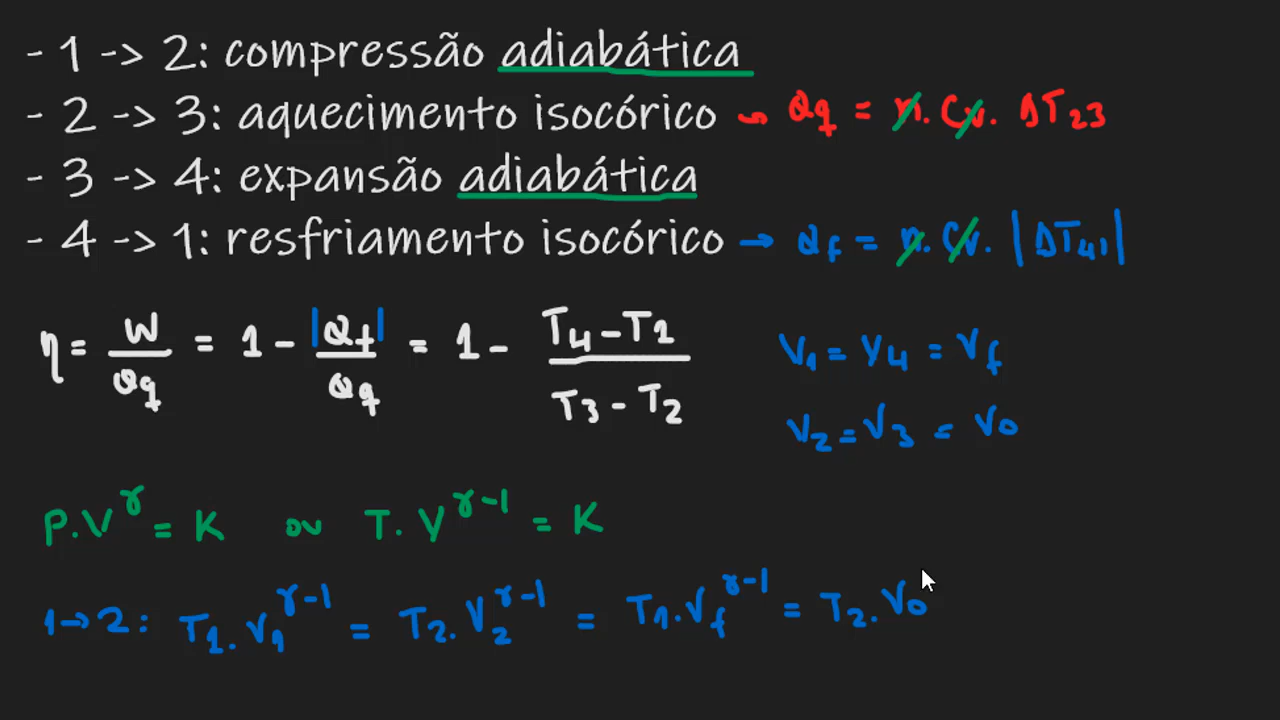 - 1 -> 2: compressão adiabática
- 2 -> 3: aquecimento isocórico → Qq = n. Cv. ΔT23
- 3 -> 4: expansão adiabática
- 4 -> 1: resfriamento isocórico → Qf = n. Cv. |ΔT41|
η = W/Qq = 1 - |Qf|/Qq = 1 - (T4 - T1)/(T3 - T2)
V1 = V4 = Vf
V2 = V3 = V0
P.V^γ = K ou T.V^γ-1 = K
1→2: T1.V1^γ-1 = T2.V2^γ-1 = T1.Vf^γ-1 = T2.V0